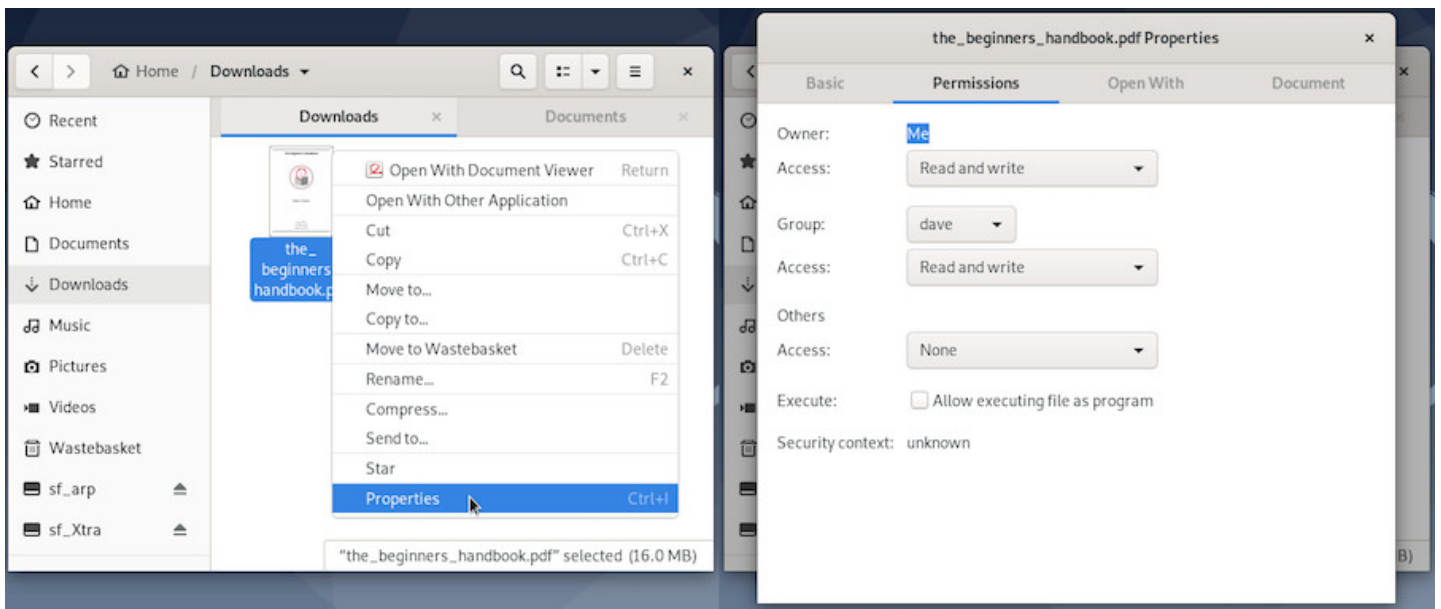 Home / Downloads
Downloads
Documents
Recent
Starred
Home
Documents
Downloads
Music
Pictures
Videos
Wastebasket
sf_arp
sf_Xtra
the_
beginners
handbook.p
Open With Document Viewer Return
Open With Other Application
Cut Ctrl+X
Copy Ctrl+C
Move to...
Copy to...
Move to Wastebasket Delete
Rename... F2
Compress...
Send to...
Star
Properties Ctrl+I
"the_beginners_handbook.pdf" selected (16.0 MB)
the_beginners_handbook.pdf Properties
Basic Permissions Open With Document
Owner: Me
Access: Read and write
Group: dave
Access: Read and write
Others
Access: None
Execute: Allow executing file as program
Security context: unknown
B)